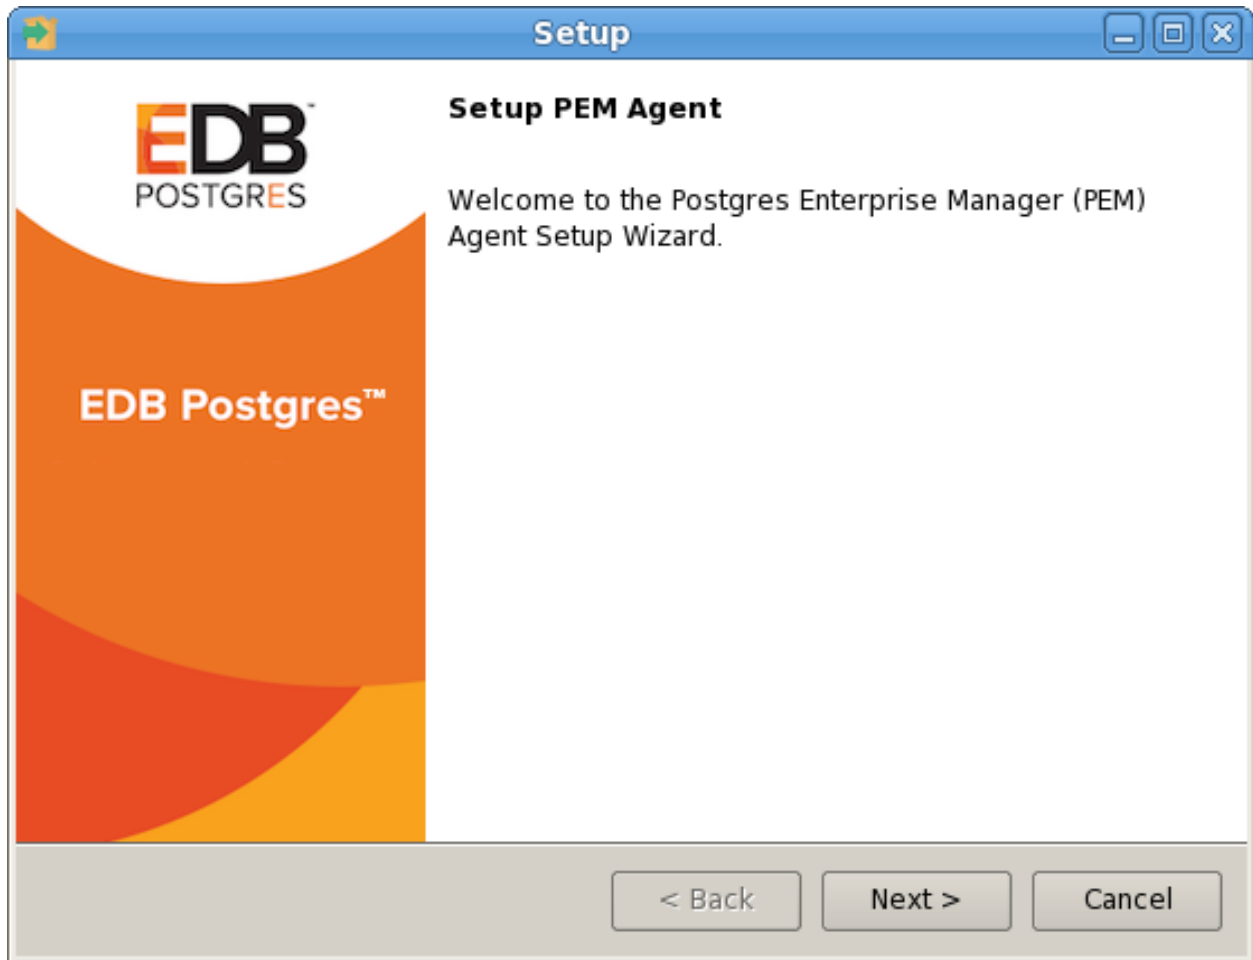 Setup
EDB™
POSTGRES
EDB Postgres™
Setup PEM Agent
Welcome to the Postgres Enterprise Manager (PEM)
Agent Setup Wizard.
< Back
Next >
Cancel